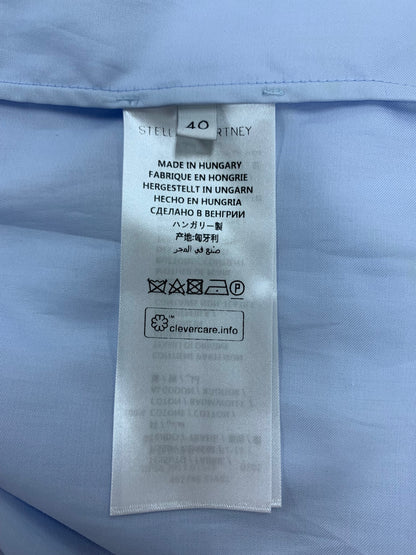 40
STELL RTNEY
MADE IN HUNGARY
FABRIQUE EN HONGRIE
HERGESTELLT IN UNGARN
HECHO EN HUNGRIA
СДЕЛАНО В ВЕНГРИИ
ハンガリー製
产地:匈牙利
صنع في المجر
P
™
clevercare.info